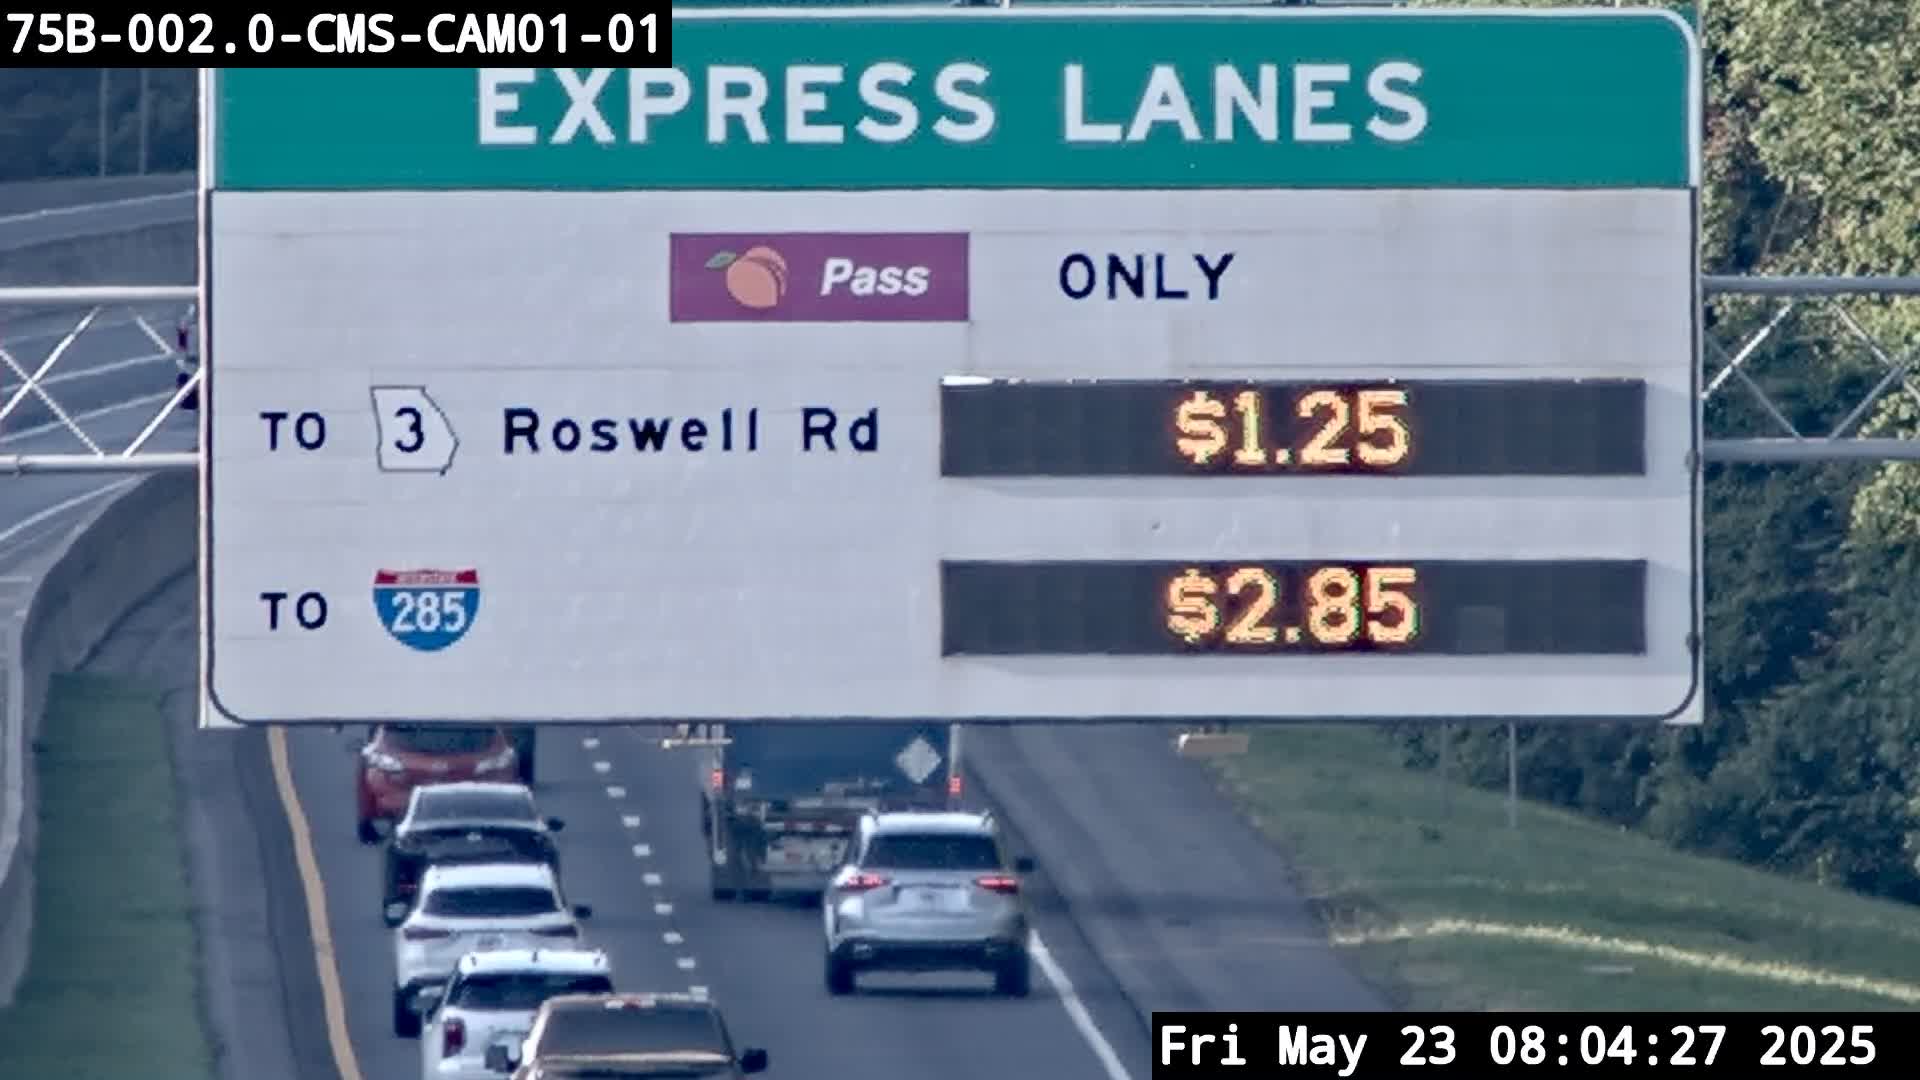 75B-002.0-CMS-CAM01-01
EXPRESS LANES
Pass ONLY
TO 3 Roswell Rd $1.25
TO 285 $2.85
Fri May 23 08:04:27 2025